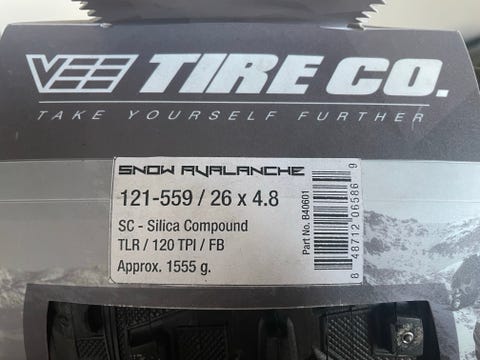 VEE TIRE CO.
TAKE YOURSELF FURTHER
SNOW AVALANCHE
121-559 / 26 x 4.8
SC - Silica Compound
TLR / 120 TPI / FB
Approx. 1555 g.
Part No. B40601
8 48712 06586 9